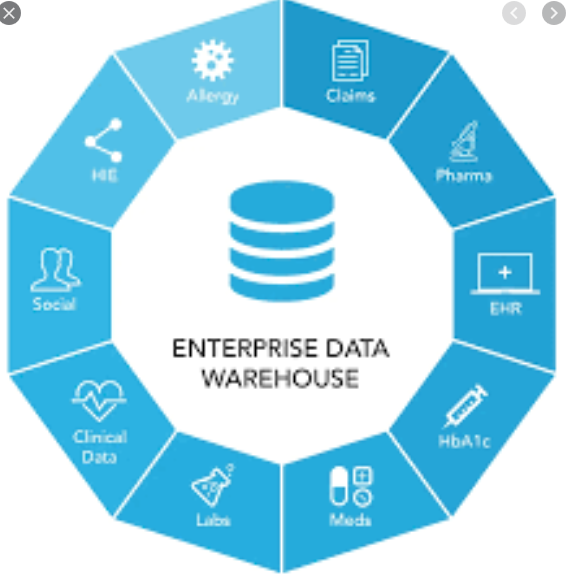 Allergy
Claims
HIE
Pharma
Social
EHR
ENTERPRISE DATA
WAREHOUSE
Clinical
Data
HbA1c
Labs
Meds